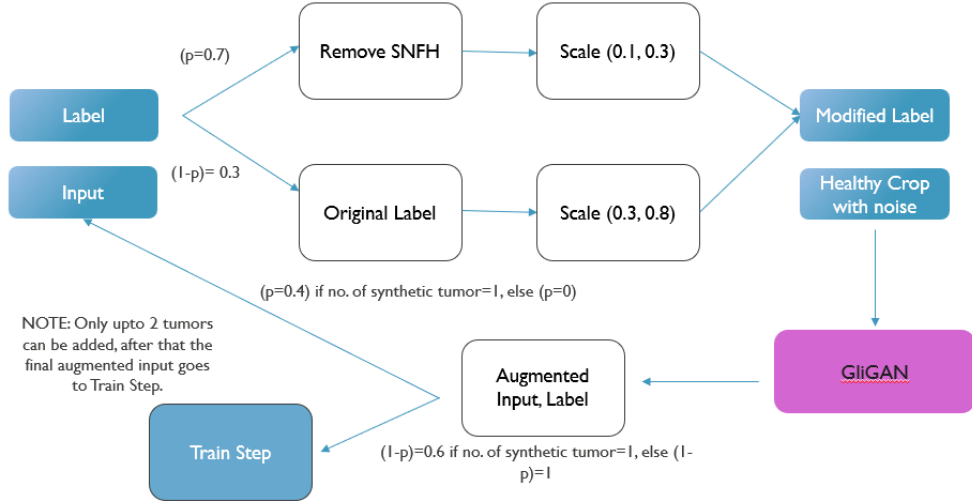 (p=0.7)
Remove SNFH
Scale (0.1, 0.3)
Label
Modified Label
(1-p)= 0.3
Input
Original Label
Scale (0.3, 0.8)
Healthy Crop
with noise
(p=0.4) if no. of synthetic tumor=1, else (p=0)
NOTE: Only upto 2 tumors
can be added, after that the
final augmented input goes
to Train Step.
GliGAN
Augmented
Input, Label
Train Step
(1-p)=0.6 if no. of synthetic tumor=1, else (1-
p)=1